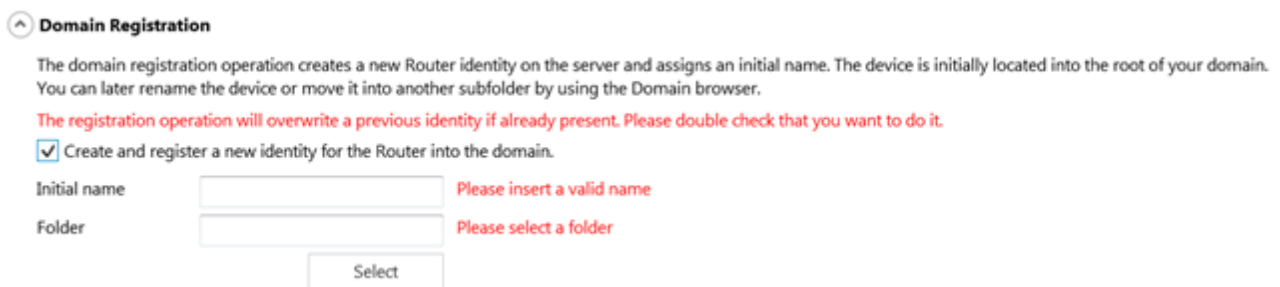 Domain Registration
The domain registration operation creates a new Router identity on the server and assigns an initial name. The device is initially located into the root of your domain.
You can later rename the device or move it into another subfolder by using the Domain browser.
The registration operation will overwrite a previous identity if already present. Please double check that you want to do it.
Create and register a new identity for the Router into the domain.
Initial name Please insert a valid name
Folder Please select a folder
Select